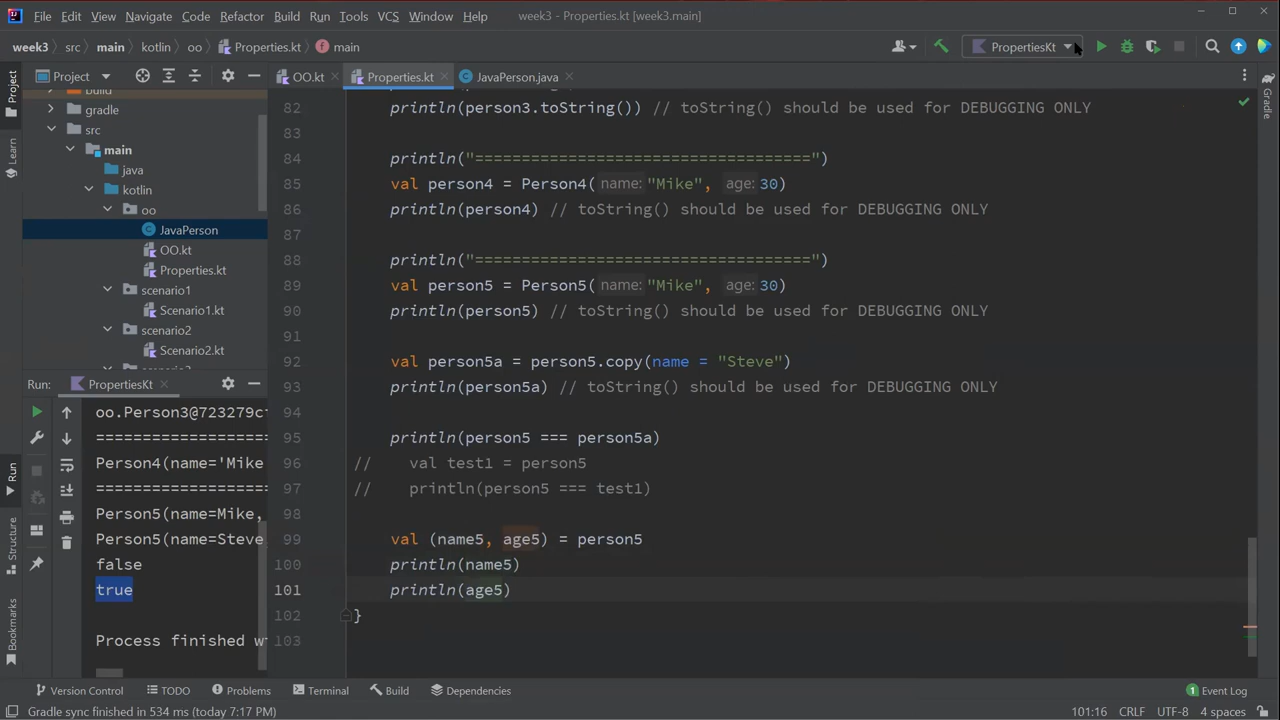 File Edit View Navigate Code Refactor Build Run Tools VCS Window Help week3 - Properties.kt [week3.main]
week3 src main kotlin oo Properties.kt main PropertiesKt
Project OO.kt Properties.kt JavaPerson.java
build
gradle
src
main
java
kotlin
oo
JavaPerson
OO.kt
Properties.kt
scenario1
Scenario1.kt
scenario2
Scenario2.kt
82 println(person3.toString()) // toString() should be used for DEBUGGING ONLY
83
84 println("====================================")
85 val person4 = Person4( name: "Mike", age: 30)
86 println(person4) // toString() should be used for DEBUGGING ONLY
87
88 println("====================================")
89 val person5 = Person5( name: "Mike", age: 30)
90 println(person5) // toString() should be used for DEBUGGING ONLY
91
92 val person5a = person5.copy(name = "Steve")
93 println(person5a) // toString() should be used for DEBUGGING ONLY
94
95 println(person5 === person5a)
96 // val test1 = person5
97 // println(person5 === test1)
98
99 val (name5, age5) = person5
100 println(name5)
101 println(age5)
102 }
103
Run: PropertiesKt
oo.Person3@723279cf
====================
Person4(name='Mike
====================
Person5(name=Mike,
Person5(name=Steve
false
true
Process finished w
Project
Learn
Run
Structure
Bookmarks
Gradle
Version Control TODO Problems Terminal Build Dependencies 1 Event Log
Gradle sync finished in 534 ms (today 7:17 PM) 101:16 CRLF UTF-8 4 spaces